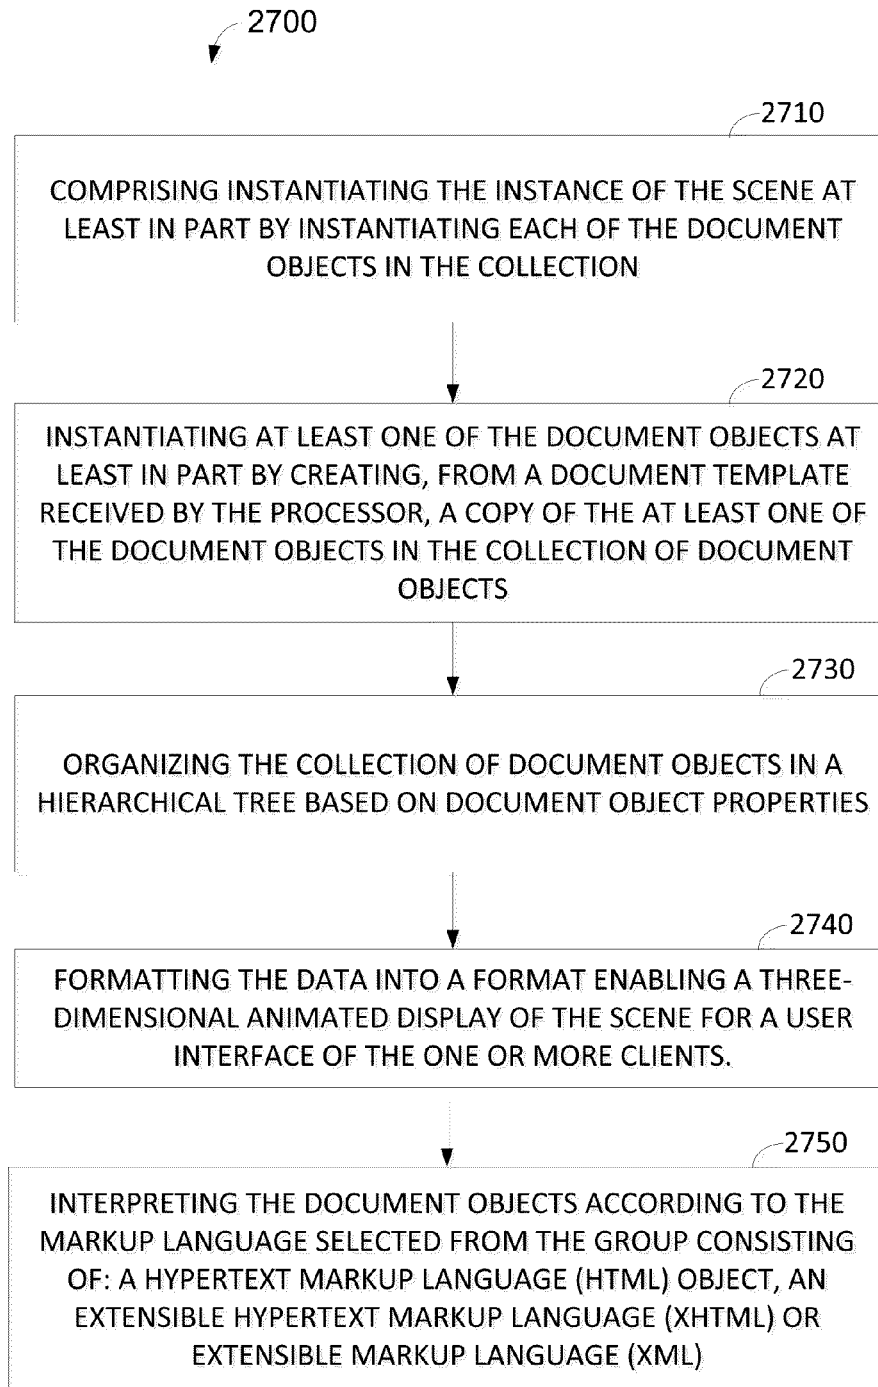 2700
2710
COMPRISING INSTANTIATING THE INSTANCE OF THE SCENE AT
LEAST IN PART BY INSTANTIATING EACH OF THE DOCUMENT
OBJECTS IN THE COLLECTION
2720
INSTANTIATING AT LEAST ONE OF THE DOCUMENT OBJECTS AT
LEAST IN PART BY CREATING, FROM A DOCUMENT TEMPLATE
RECEIVED BY THE PROCESSOR, A COPY OF THE AT LEAST ONE OF
THE DOCUMENT OBJECTS IN THE COLLECTION OF DOCUMENT
OBJECTS
2730
ORGANIZING THE COLLECTION OF DOCUMENT OBJECTS IN A
HIERARCHICAL TREE BASED ON DOCUMENT OBJECT PROPERTIES
2740
FORMATTING THE DATA INTO A FORMAT ENABLING A THREE-
DIMENSIONAL ANIMATED DISPLAY OF THE SCENE FOR A USER
INTERFACE OF THE ONE OR MORE CLIENTS.
2750
INTERPRETING THE DOCUMENT OBJECTS ACCORDING TO THE
MARKUP LANGUAGE SELECTED FROM THE GROUP CONSISTING
OF: A HYPERTEXT MARKUP LANGUAGE (HTML) OBJECT, AN
EXTENSIBLE HYPERTEXT MARKUP LANGUAGE (XHTML) OR
EXTENSIBLE MARKUP LANGUAGE (XML)